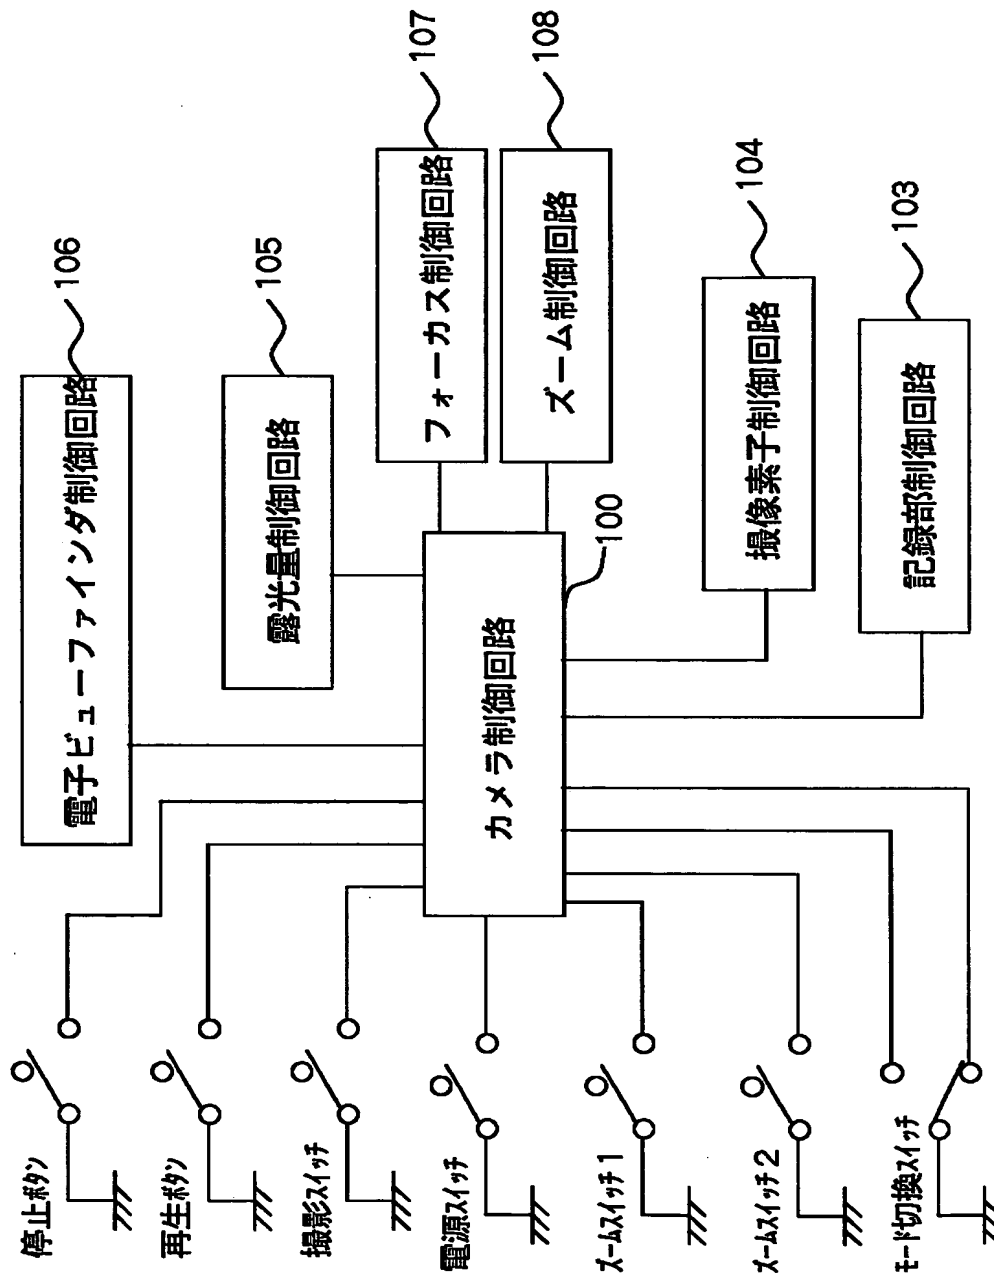 停止ボタン
再生ボタン
撮影スイッチ
電源スイッチ
ズームスイッチ1
ズームスイッチ2
モード切換スイッチ
カメラ制御回路
100
電子ビューファインダ制御回路
106
露光量制御回路
105
フォーカス制御回路
107
ズーム制御回路
108
撮像素子制御回路
104
記録部制御回路
103